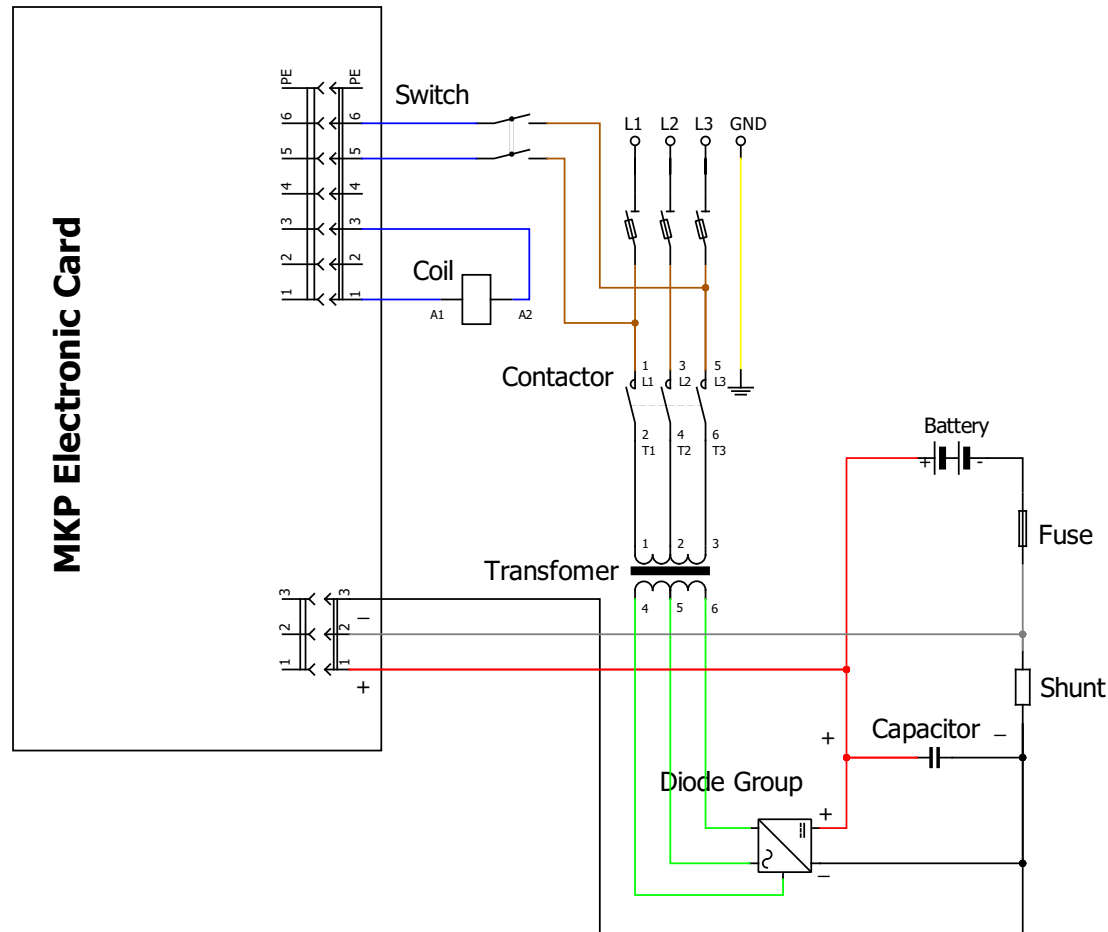 MKP Electronic Card
PE
PE
6
6
5
5
4
4
3
3
2
2
1
1
Switch
Coil
A1
A2
L1
L2
L3
GND
Contactor
1
3
5
L1
L2
L3
2
4
6
T1
T2
T3
Battery
+
-
Fuse
1
2
3
Transfomer
4
5
6
3
3
–
2
2
1
1
+
Shunt
Capacitor
+
–
Diode Group
+
–